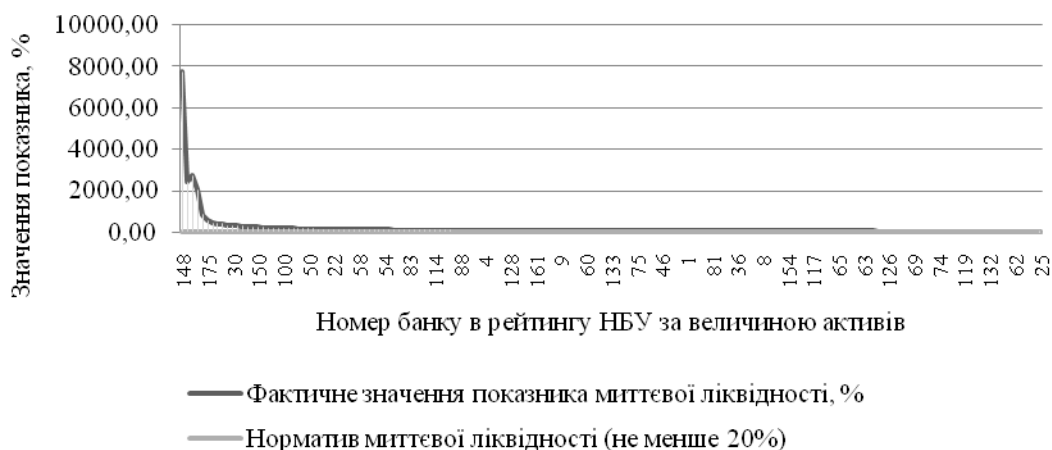 Значення показника, %
10000,00
8000,00
6000,00
4000,00
2000,00
0,00
148 175 30 150 100 50 22 58 54 83 114 88 4 128 161 9 60 133 75 46 1 81 36 8 154 117 65 63 126 69 74 119 132 62 25
Номер банку в рейтингу НБУ за величиною активів
Фактичне значення показника миттєвої ліквідності, %
Норматив миттєвої ліквідності (не менше 20%)